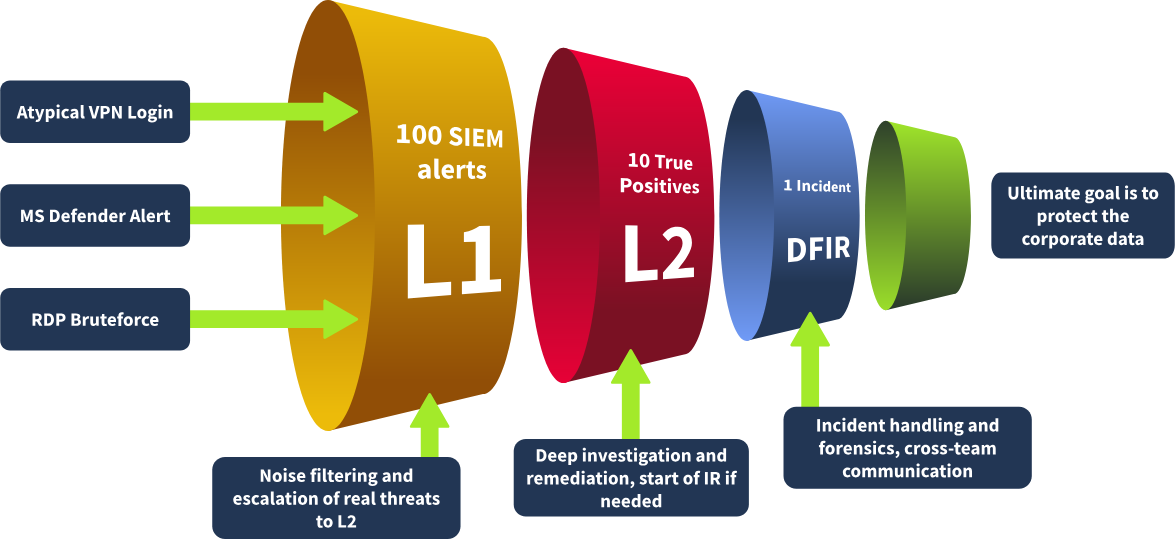 Atypical VPN Login
MS Defender Alert
RDP Bruteforce
100 SIEM
alerts
L1
10 True
Positives
L2
1 Incident
DFIR
Ultimate goal is to
protect the
corporate data
Noise filtering and
escalation of real threats
to L2
Deep investigation and
remediation, start of IR if
needed
Incident handling and
forensics, cross-team
communication